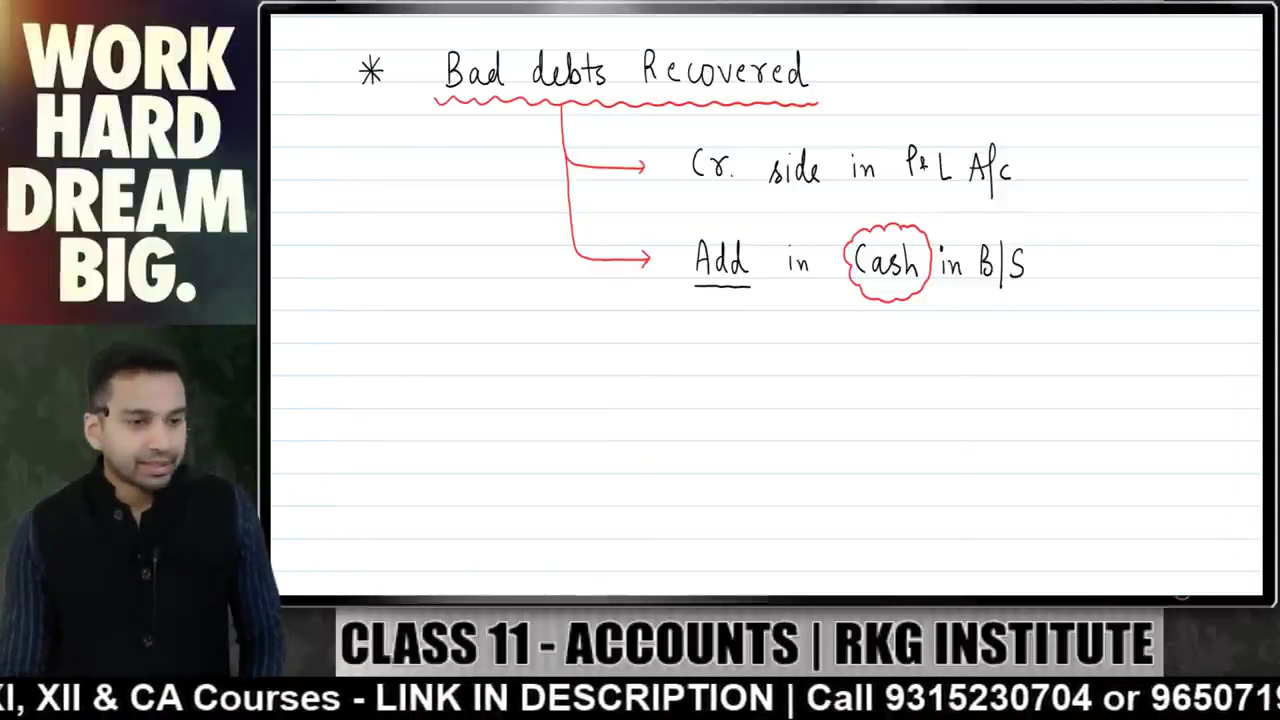 WORK
HARD
DREAM
BIG.
* Bad debts Recovered
Cr. side in P&L A/c
Add in Cash in B/S
CLASS 11 - ACCOUNTS | RKG INSTITUTE
XI, XII & CA Courses - LINK IN DESCRIPTION | Call 9315230704 or 965071